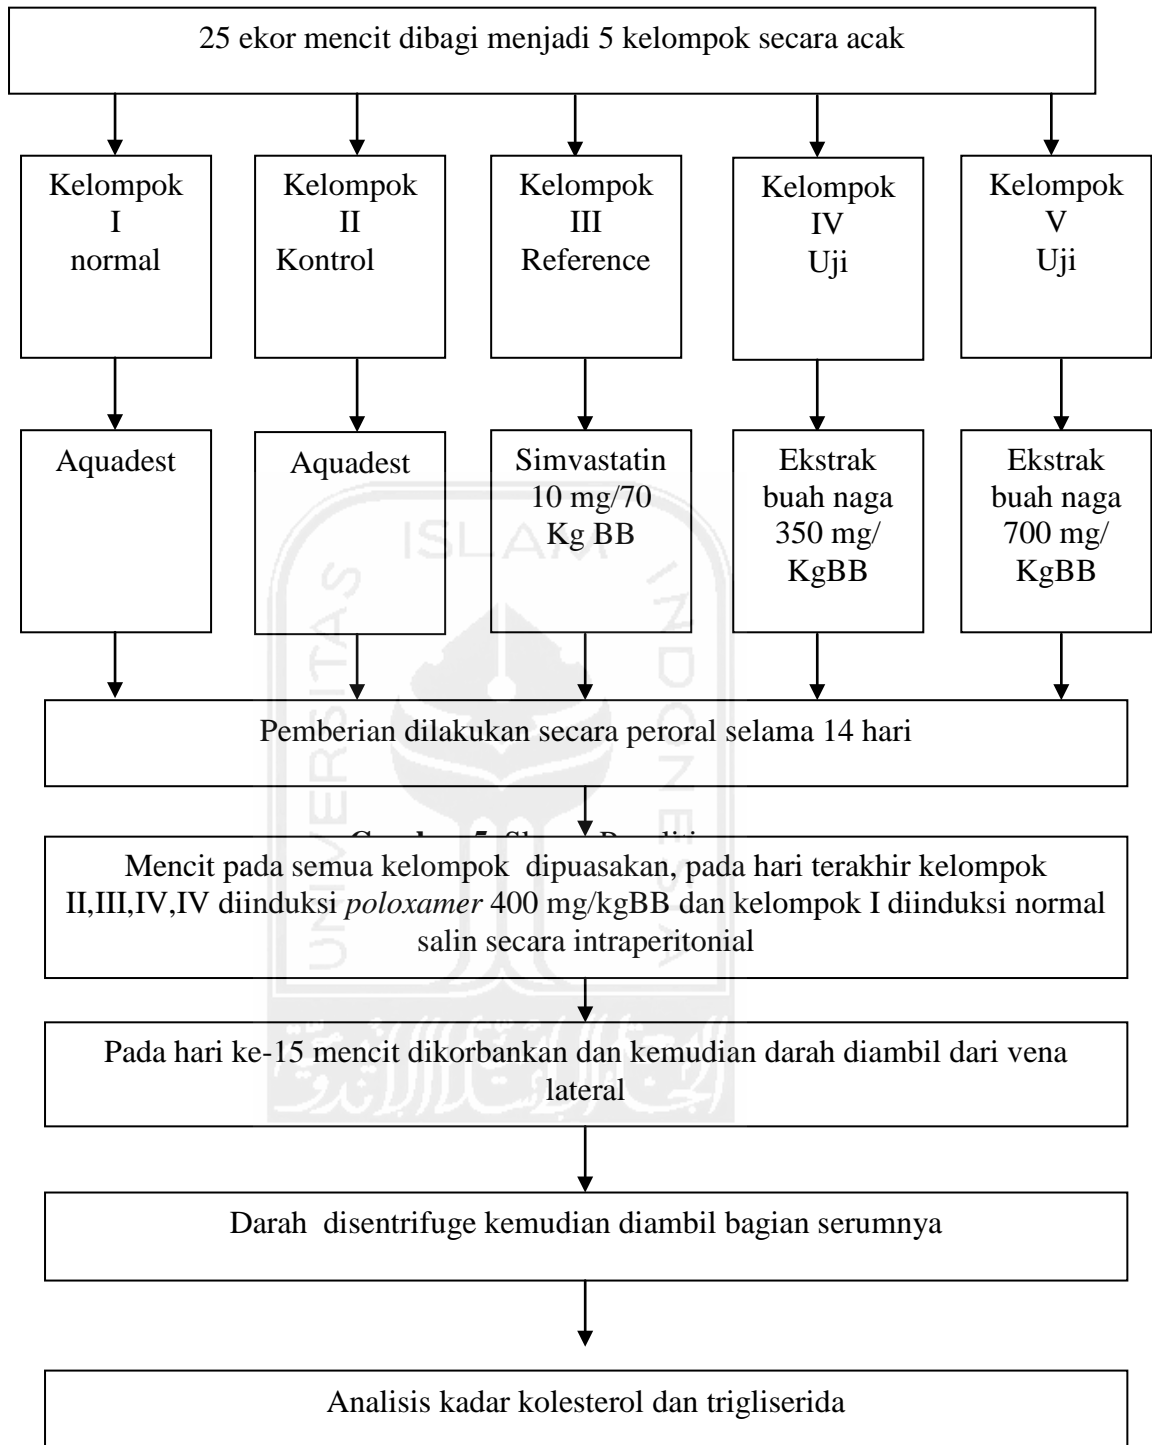 25 ekor mencit dibagi menjadi 5 kelompok secara acak
Kelompok
I
normal
Kelompok
II
Kontrol
Kelompok
III
Reference
Kelompok
IV
Uji
Kelompok
V
Uji
Aquadest
Aquadest
Simvastatin
10 mg/70
Kg BB
Ekstrak
buah naga
350 mg/
KgBB
Ekstrak
buah naga
700 mg/
KgBB
ISLAM
UNIVERSITAS
INDONESIA
Pemberian dilakukan secara peroral selama 14 hari
Mencit pada semua kelompok  dipuasakan, pada hari terakhir kelompok
II,III,IV,IV diinduksi poloxamer 400 mg/kgBB dan kelompok I diinduksi normal
salin secara intraperitonial
Pada hari ke-15 mencit dikorbankan dan kemudian darah diambil dari vena
lateral
Darah  disentrifuge kemudian diambil bagian serumnya
Analisis kadar kolesterol dan trigliserida